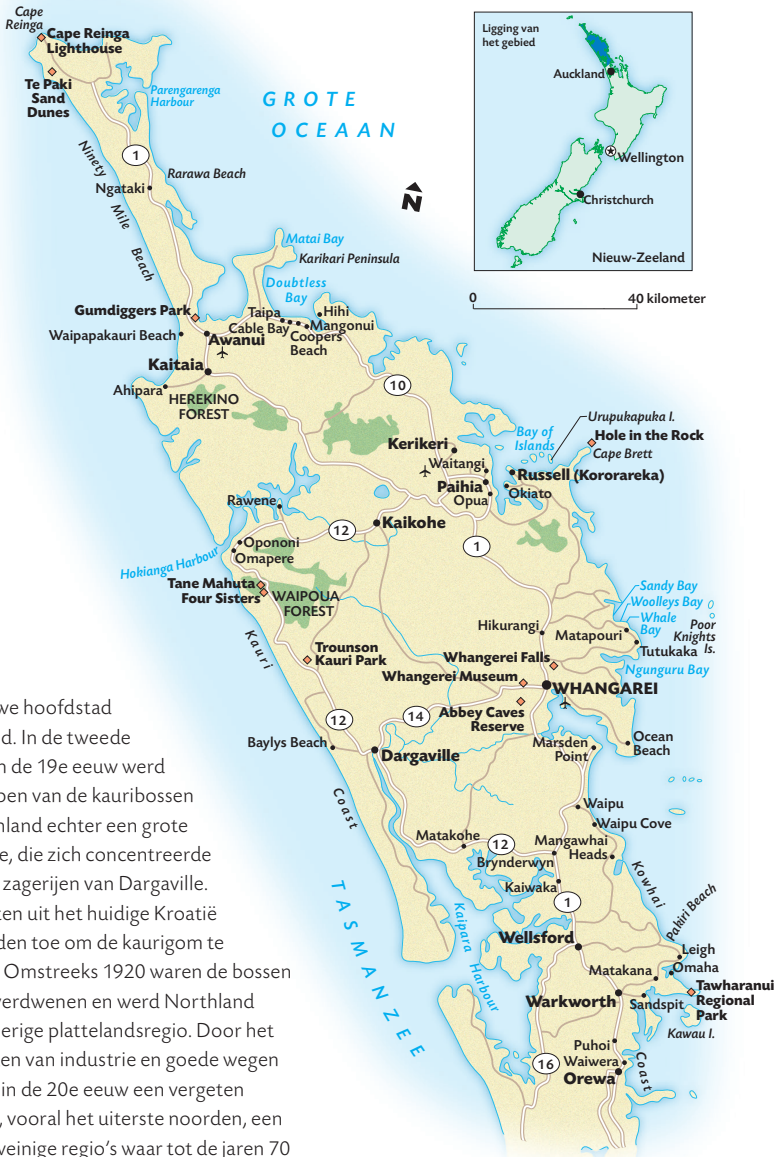 Cape
Reinga
Cape Reinga
Lighthouse
Te Paki
Sand
Dunes
Parengarenga
Harbour
GROTE
OCEAAN
Ligging van
het gebied
Auckland
Wellington
Christchurch
Nieuw-Zeeland
0 40 kilometer
N
1
Ninety Mile Beach
Ngataki
Rarawa Beach
Matai Bay
Karikari Peninsula
Doubtless
Bay
Gumdiggers Park
Waipapakauri Beach
Awanui
Taipa
Cable Bay
Hihi
Mangonui
Coopers
Beach
Kaitaia
Ahipara
HEREKINO
FOREST
10
Kerikeri
Waitangi
Paihia
Opua
Bay of
Islands
Urupukapuka I.
Hole in the Rock
Cape Brett
Russell (Kororareka)
Okiato
Rawene
12
Kaikohe
1
Opononi
Omapere
Hokianga Harbour
Tane Mahuta
Four Sisters
WAIPOUA
FOREST
Kauri Coast
Trounson
Kauri Park
Sandy Bay
Woolleys Bay
Whale
Bay
Poor
Knights
Is.
Hikurangi
Matapouri
Tutukaka
Ngunguru Bay
Whangerei Falls
Whangerei Museum
WHANGAREI
Abbey Caves
Reserve
12
14
Baylys Beach
Dargaville
Marsden
Point
Ocean
Beach
Waipu
Waipu Cove
Matakohe
12
Brynderwyn
Mangawhai
Heads
Kaiwaka
1
Kowhai Coast
Pakiri Beach
TASMANZEE
Kaipara Harbour
Wellsford
Leigh
Omaha
Matakana
Tawharanui
Regional
Park
Warkworth
Sandspit
Kawau I.
Puhoi
Waiwera
16
Orewa
we hoofdstad
d. In de tweede
n de 19e eeuw werd
pen van de kauribossen
hland echter een grote
e, die zich concentreerde
zagerijen van Dargaville.
ten uit het huidige Kroatië
den toe om de kaurigom te
Omstreeks 1920 waren de bossen
verdwenen en werd Northland
erige plattelandsregio. Door het
en van industrie en goede wegen
in de 20e eeuw een vergeten
, vooral het uiterste noorden, een
veinige regio's waar tot de jaren 70